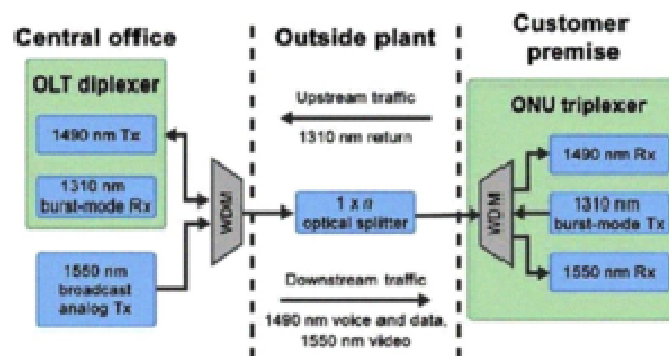 Central office
Outside plant
Customer
premise
OLT diplexer
1490 nm Tx
1310 nm
burst-mode Rx
1550 nm
broadcast
analog Tx
WDM
Upstream traffic
1310 nm return
1 x n
optical splitter
Downstream traffic
1490 nm voice and data,
1550 nm video
ONU triplexer
WDM
1490 nm Rx
1310 nm
burst-mode Tx
1550 nm Rx